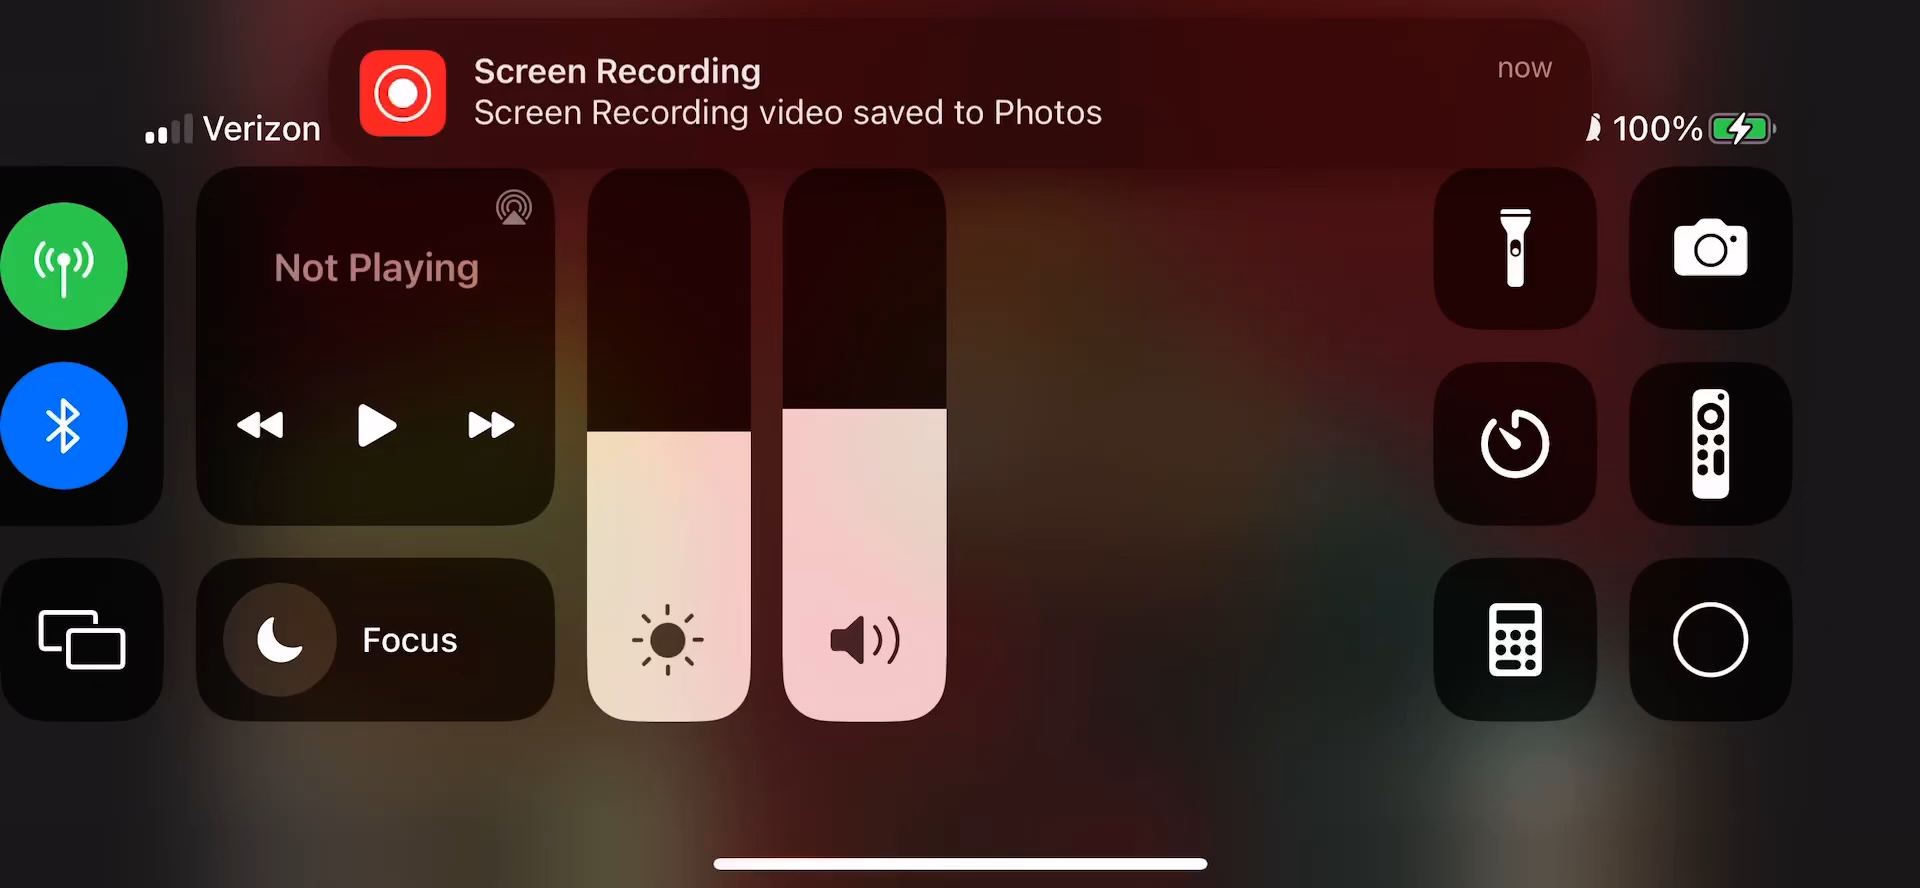 Screen Recording
now
Screen Recording video saved to Photos
Verizon
100%
Not Playing
Focus